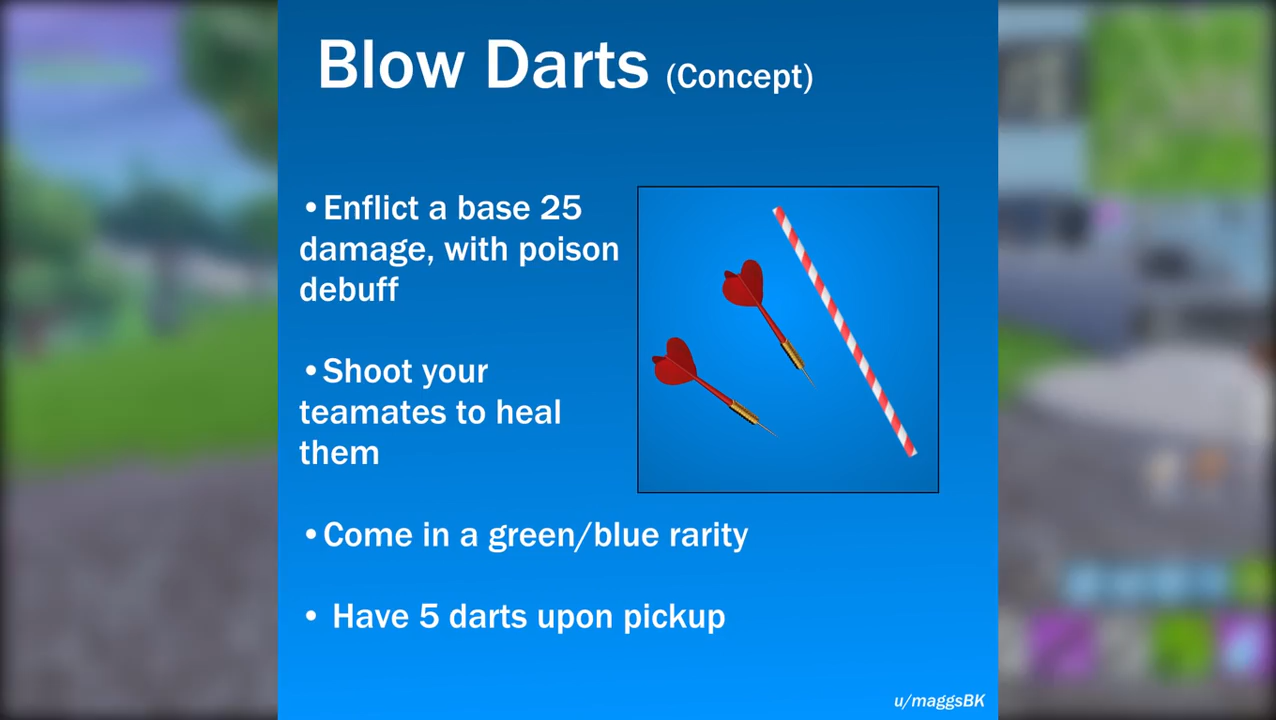 Blow Darts (Concept)
•Enflict a base 25
damage, with poison
debuff
•Shoot your
teamates to heal
them
•Come in a green/blue rarity
• Have 5 darts upon pickup
u/maggsBK